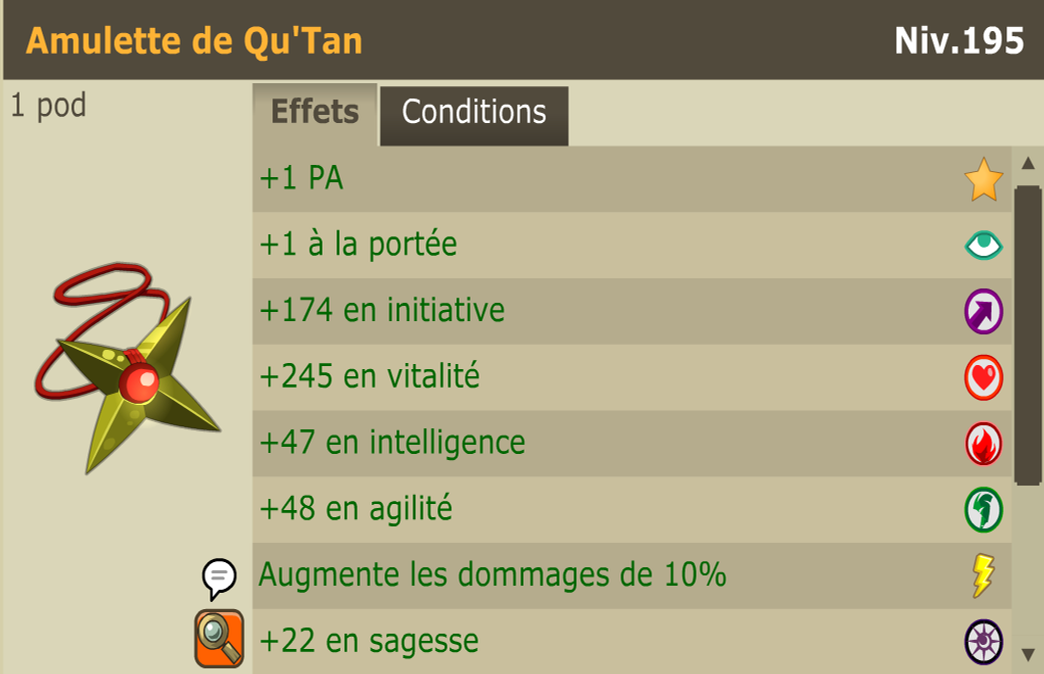 Amulette de Qu'Tan
Niv.195
1 pod
Effets
Conditions
+1 PA
+1 à la portée
+174 en initiative
+245 en vitalité
+47 en intelligence
+48 en agilité
Augmente les dommages de 10%
+22 en sagesse